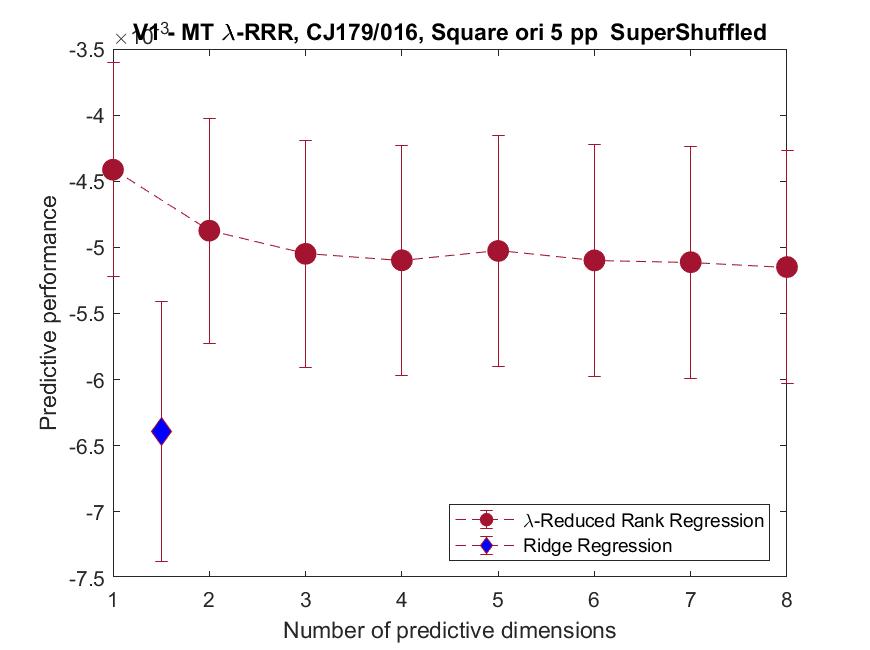 V1 - MT λ-RRR, CJ179/016, Square ori 5 pp SuperShuffled
-3.5
-4
-4.5
-5
-5.5
-6
-6.5
-7
-7.5
Predictive performance
λ-Reduced Rank Regression
Ridge Regression
1 2 3 4 5 6 7 8
Number of predictive dimensions